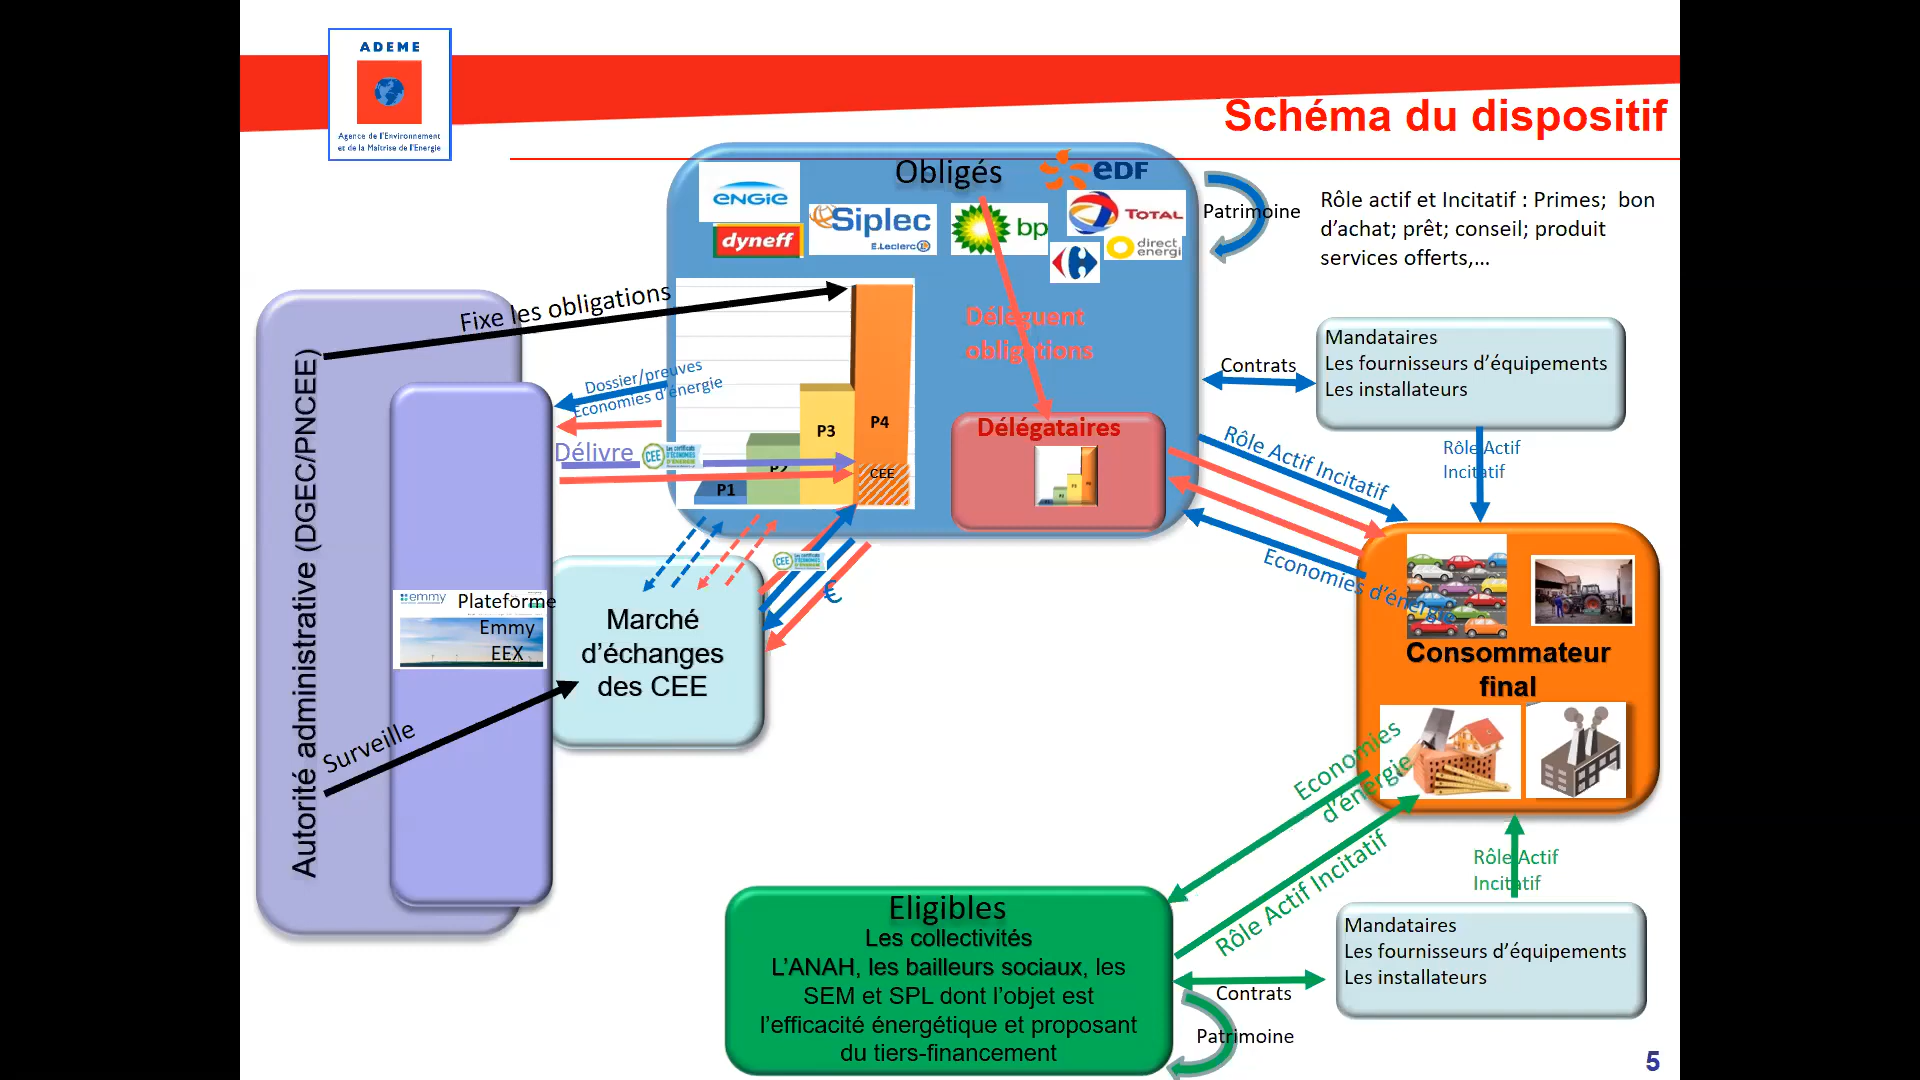 ADEME
Agence de l'Environnement
et de la Maîtrise de l'Energie
Schéma du dispositif
Obligés
ENGIE
dyneff
Siplec
E.Leclerc
bp
eDF
TOTAL
direct
energi
Patrimoine
Rôle actif et Incitatif : Primes; bon
d'achat; prêt; conseil; produit
services offerts,...
Fixe les obligations
Déléguent
obligations
Dossier/preuves
Economies d'énergie
Délivre
CEE
P1
P2
P3
P4
CEE
Délégataires
Contrats
Mandataires
Les fournisseurs d'équipements
Les installateurs
Rôle Actif
Incitatif
Rôle Actif Incitatif
Economies d'énergie
Autorité administrative (DGEC/PNCEE)
emmy
Plateforme
Emmy
EEX
Surveille
Marché
d'échanges
des CEE
CEE
€
Consommateur
final
Economies
d'énergie
Rôle Actif Incitatif
Rôle Actif
Incitatif
Eligibles
Les collectivités
L'ANAH, les bailleurs sociaux, les
SEM et SPL dont l'objet est
l'efficacité énergétique et proposant
du tiers-financement
Contrats
Patrimoine
Mandataires
Les fournisseurs d'équipements
Les installateurs
5